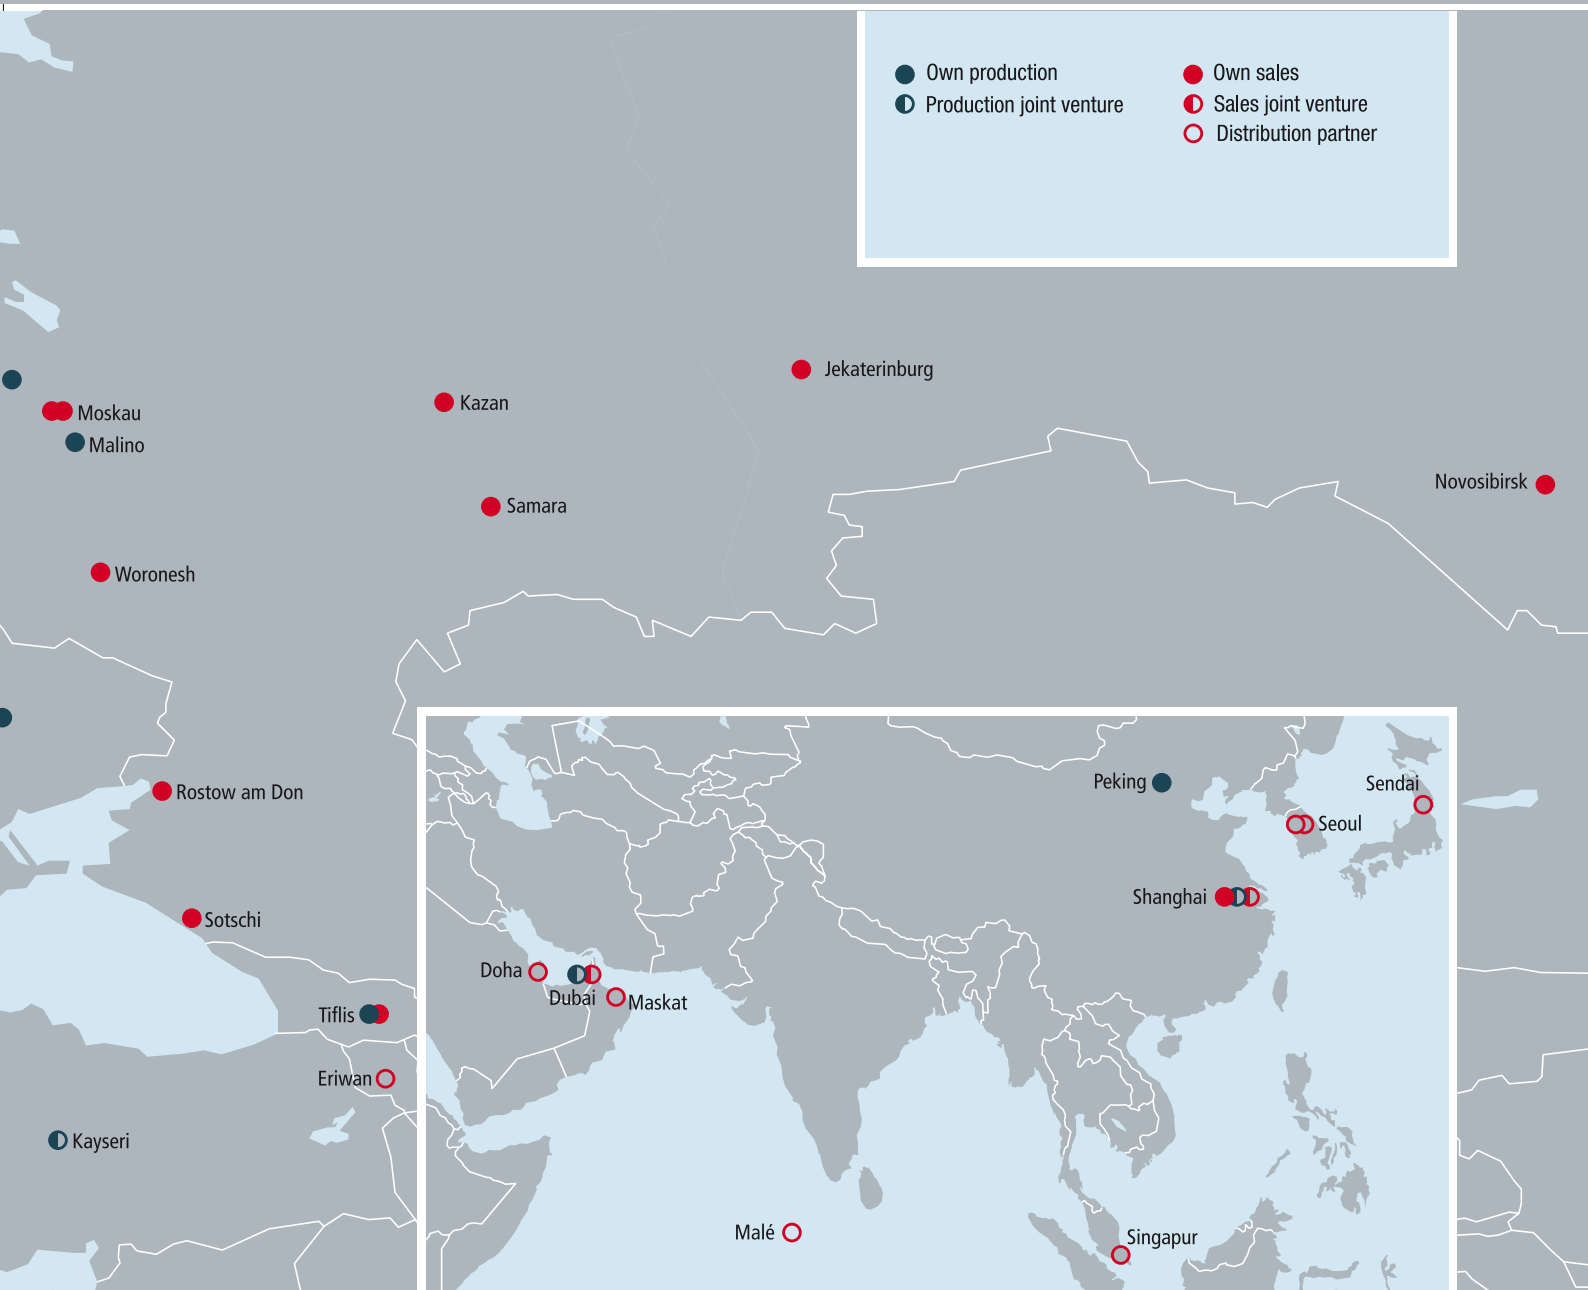 Own production
Own sales
Production joint venture
Sales joint venture
Distribution partner
Jekaterinburg
Kazan
Moskau
Malino
Novosibirsk
Samara
Woronesh
Peking
Sendai
Rostow am Don
Seoul
Shanghai
Sotschi
Doha
Dubai
Maskat
Tiflis
Eriwan
Kayseri
Malé
Singapur